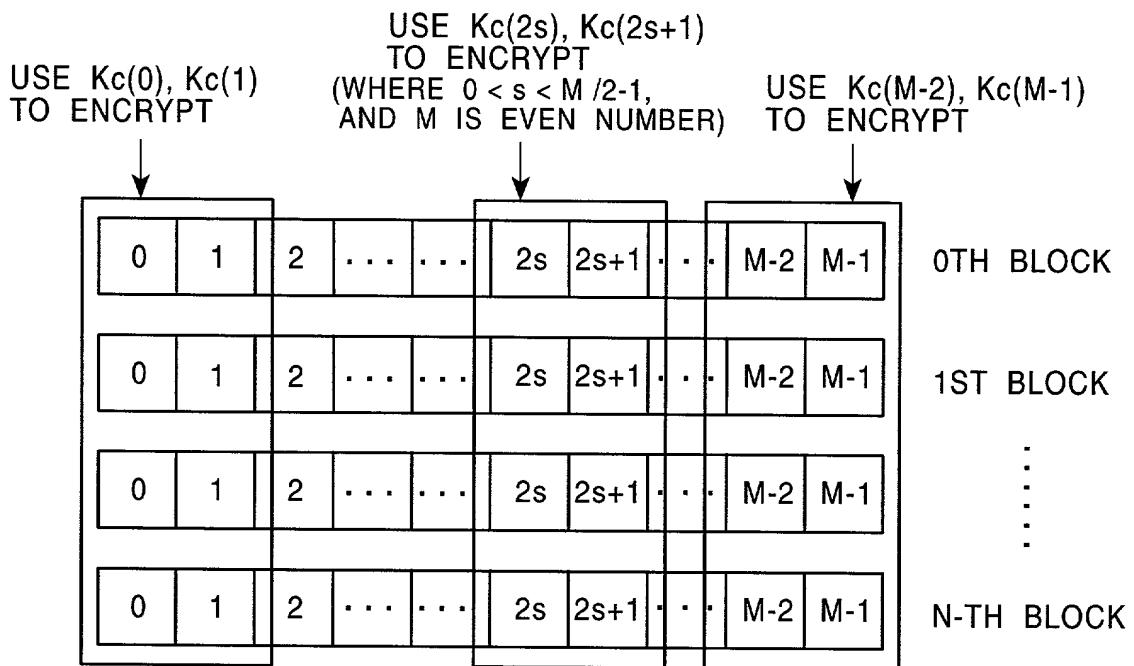 USE Kc(2s), Kc(2s+1)
TO ENCRYPT
(WHERE 0 < s < M /2-1,
AND M IS EVEN NUMBER)
USE Kc(0), Kc(1)
TO ENCRYPT
USE Kc(M-2), Kc(M-1)
TO ENCRYPT
0 1 2 ... ... 2s 2s+1 ... M-2 M-1 0TH BLOCK
0 1 2 ... ... 2s 2s+1 ... M-2 M-1 1ST BLOCK
0 1 2 ... ... 2s 2s+1 ... M-2 M-1
0 1 2 ... ... 2s 2s+1 ... M-2 M-1 N-TH BLOCK